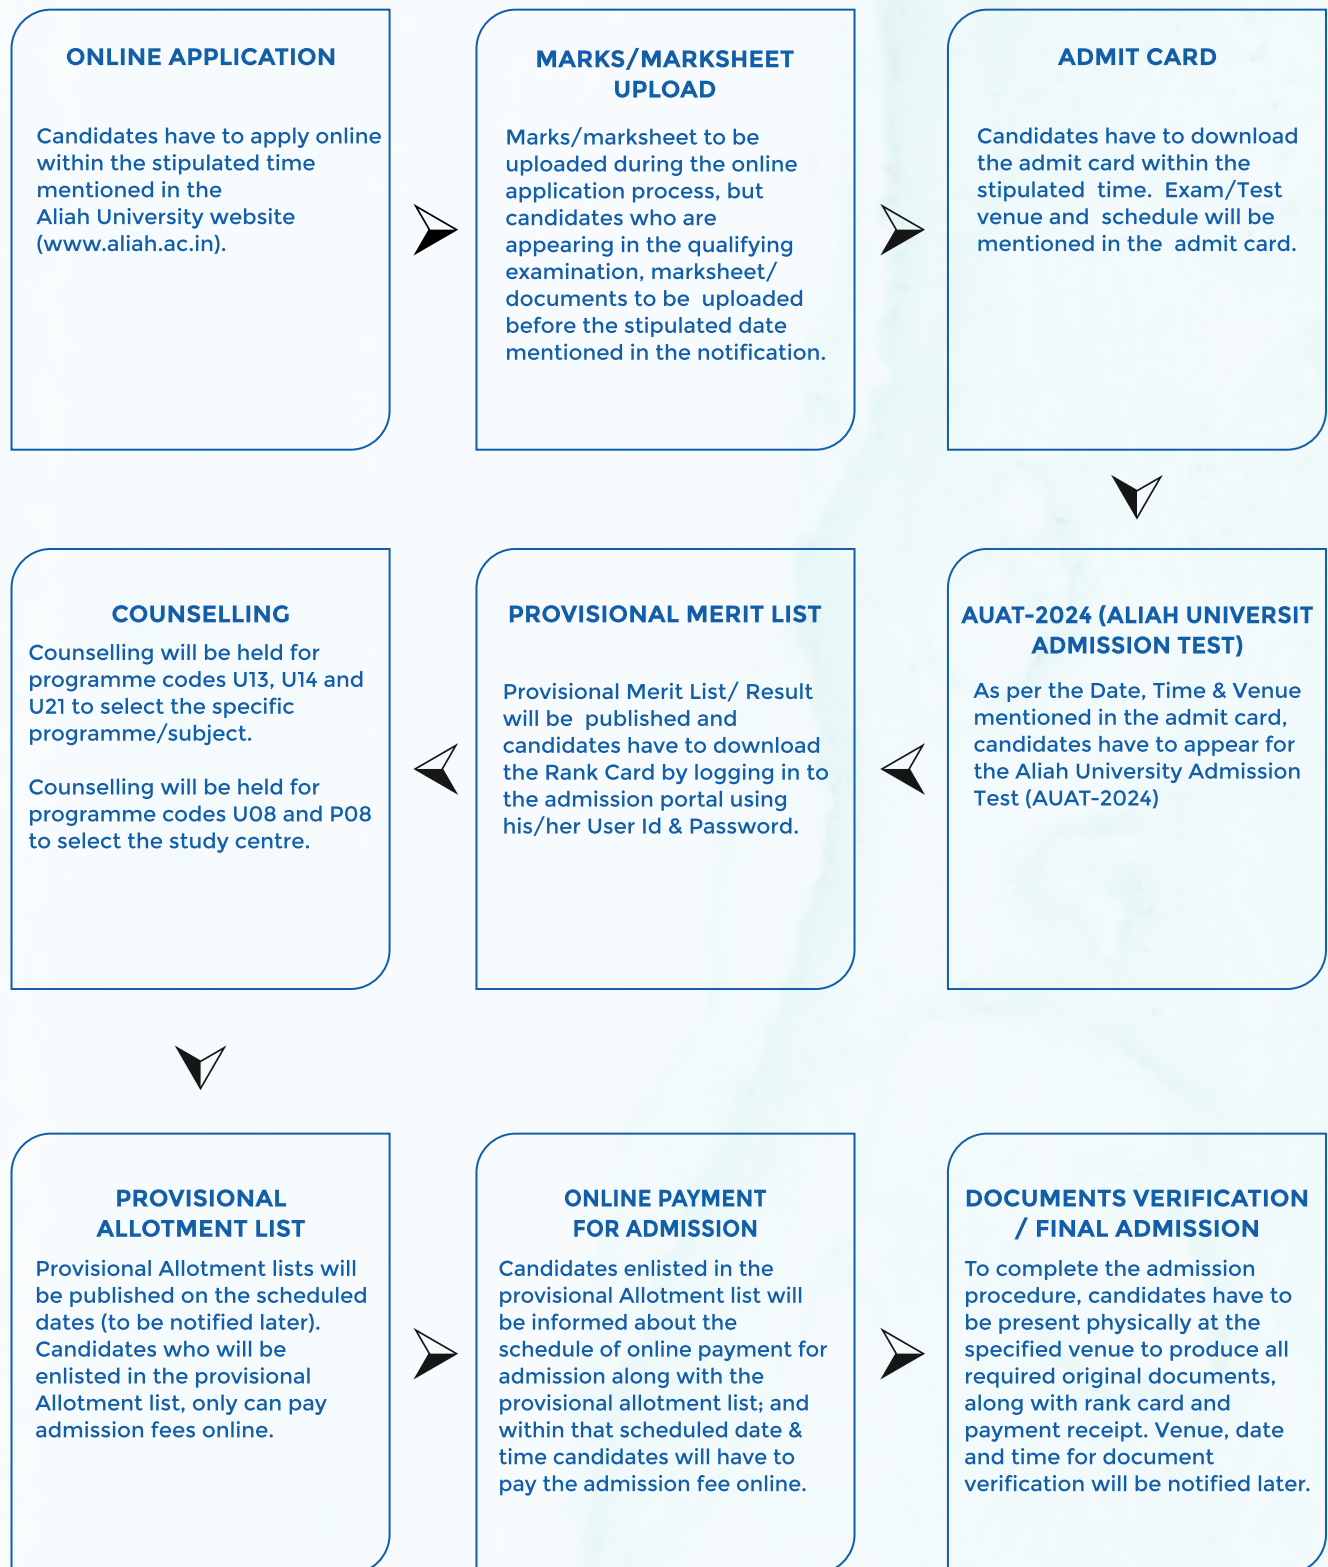 ONLINE APPLICATION
Candidates have to apply online
within the stipulated time
mentioned in the
Aliah University website
(www.aliah.ac.in).
MARKS/MARKSHEET
UPLOAD
Marks/marksheet to be
uploaded during the online
application process, but
candidates who are
appearing in the qualifying
examination, marksheet/
documents to be uploaded
before the stipulated date
mentioned in the notification.
ADMIT CARD
Candidates have to download
the admit card within the
stipulated time. Exam/Test
venue and schedule will be
mentioned in the admit card.
AUAT-2024 (ALIAH UNIVERSIT
ADMISSION TEST)
As per the Date, Time & Venue
mentioned in the admit card,
candidates have to appear for
the Aliah University Admission
Test (AUAT-2024)
PROVISIONAL MERIT LIST
Provisional Merit List/ Result
will be published and
candidates have to download
the Rank Card by logging in to
the admission portal using
his/her User Id & Password.
COUNSELLING
Counselling will be held for
programme codes U13, U14 and
U21 to select the specific
programme/subject.
Counselling will be held for
programme codes U08 and P08
to select the study centre.
PROVISIONAL
ALLOTMENT LIST
Provisional Allotment lists will
be published on the scheduled
dates (to be notified later).
Candidates who will be
enlisted in the provisional
Allotment list, only can pay
admission fees online.
ONLINE PAYMENT
FOR ADMISSION
Candidates enlisted in the
provisional Allotment list will
be informed about the
schedule of online payment for
admission along with the
provisional allotment list; and
within that scheduled date &
time candidates will have to
pay the admission fee online.
DOCUMENTS VERIFICATION
/ FINAL ADMISSION
To complete the admission
procedure, candidates have to
be present physically at the
specified venue to produce all
required original documents,
along with rank card and
payment receipt. Venue, date
and time for document
verification will be notified later.